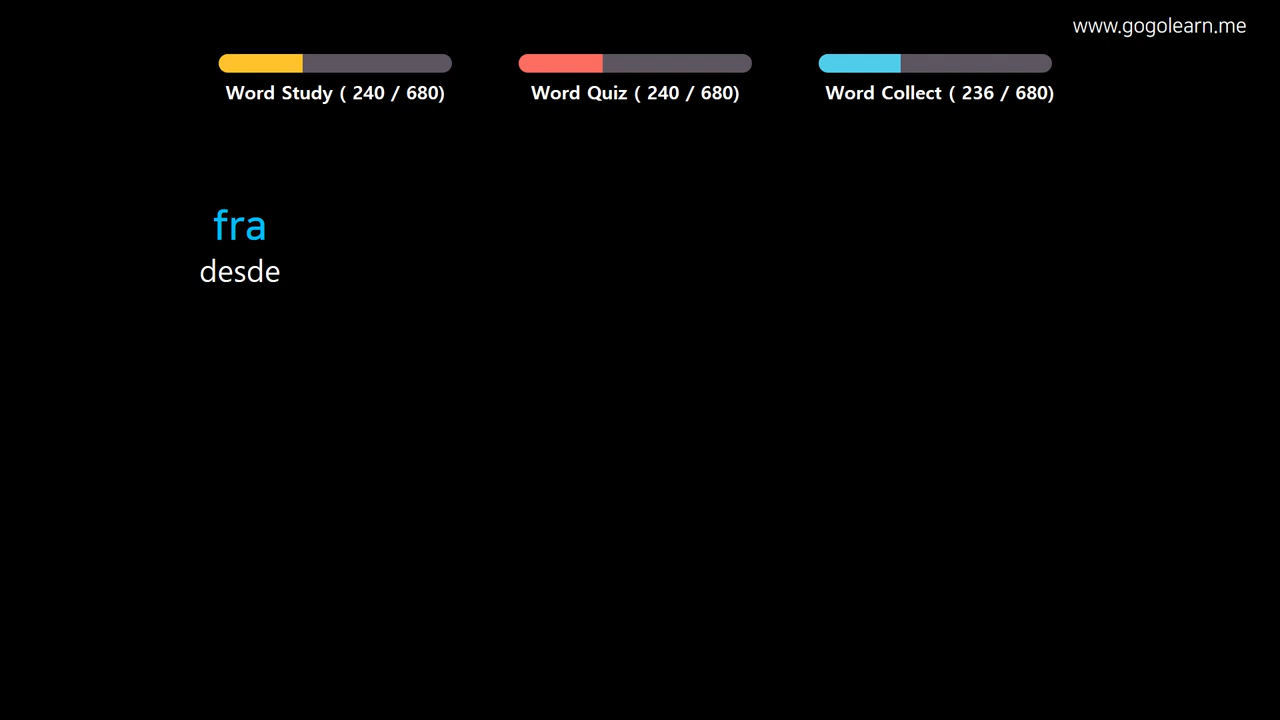 www.gogolearn.me
Word Study ( 240 / 680)
Word Quiz ( 240 / 680)
Word Collect ( 236 / 680)
fra
desde